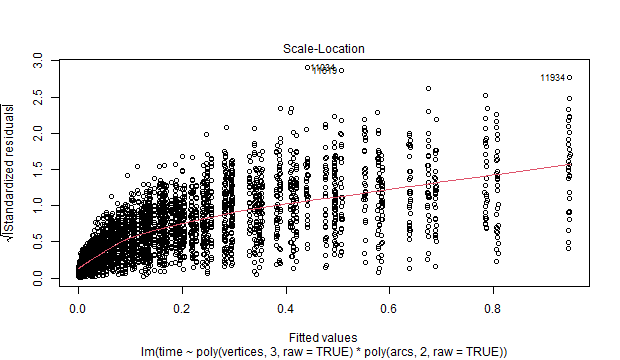 Scale-Location
√|Standardized residuals|
3.0
2.5
2.0
1.5
1.0
0.5
0.0
11934
0.0 0.2 0.4 0.6 0.8
Fitted values
lm(time ~ poly(vertices, 3, raw = TRUE) * poly(arcs, 2, raw = TRUE))